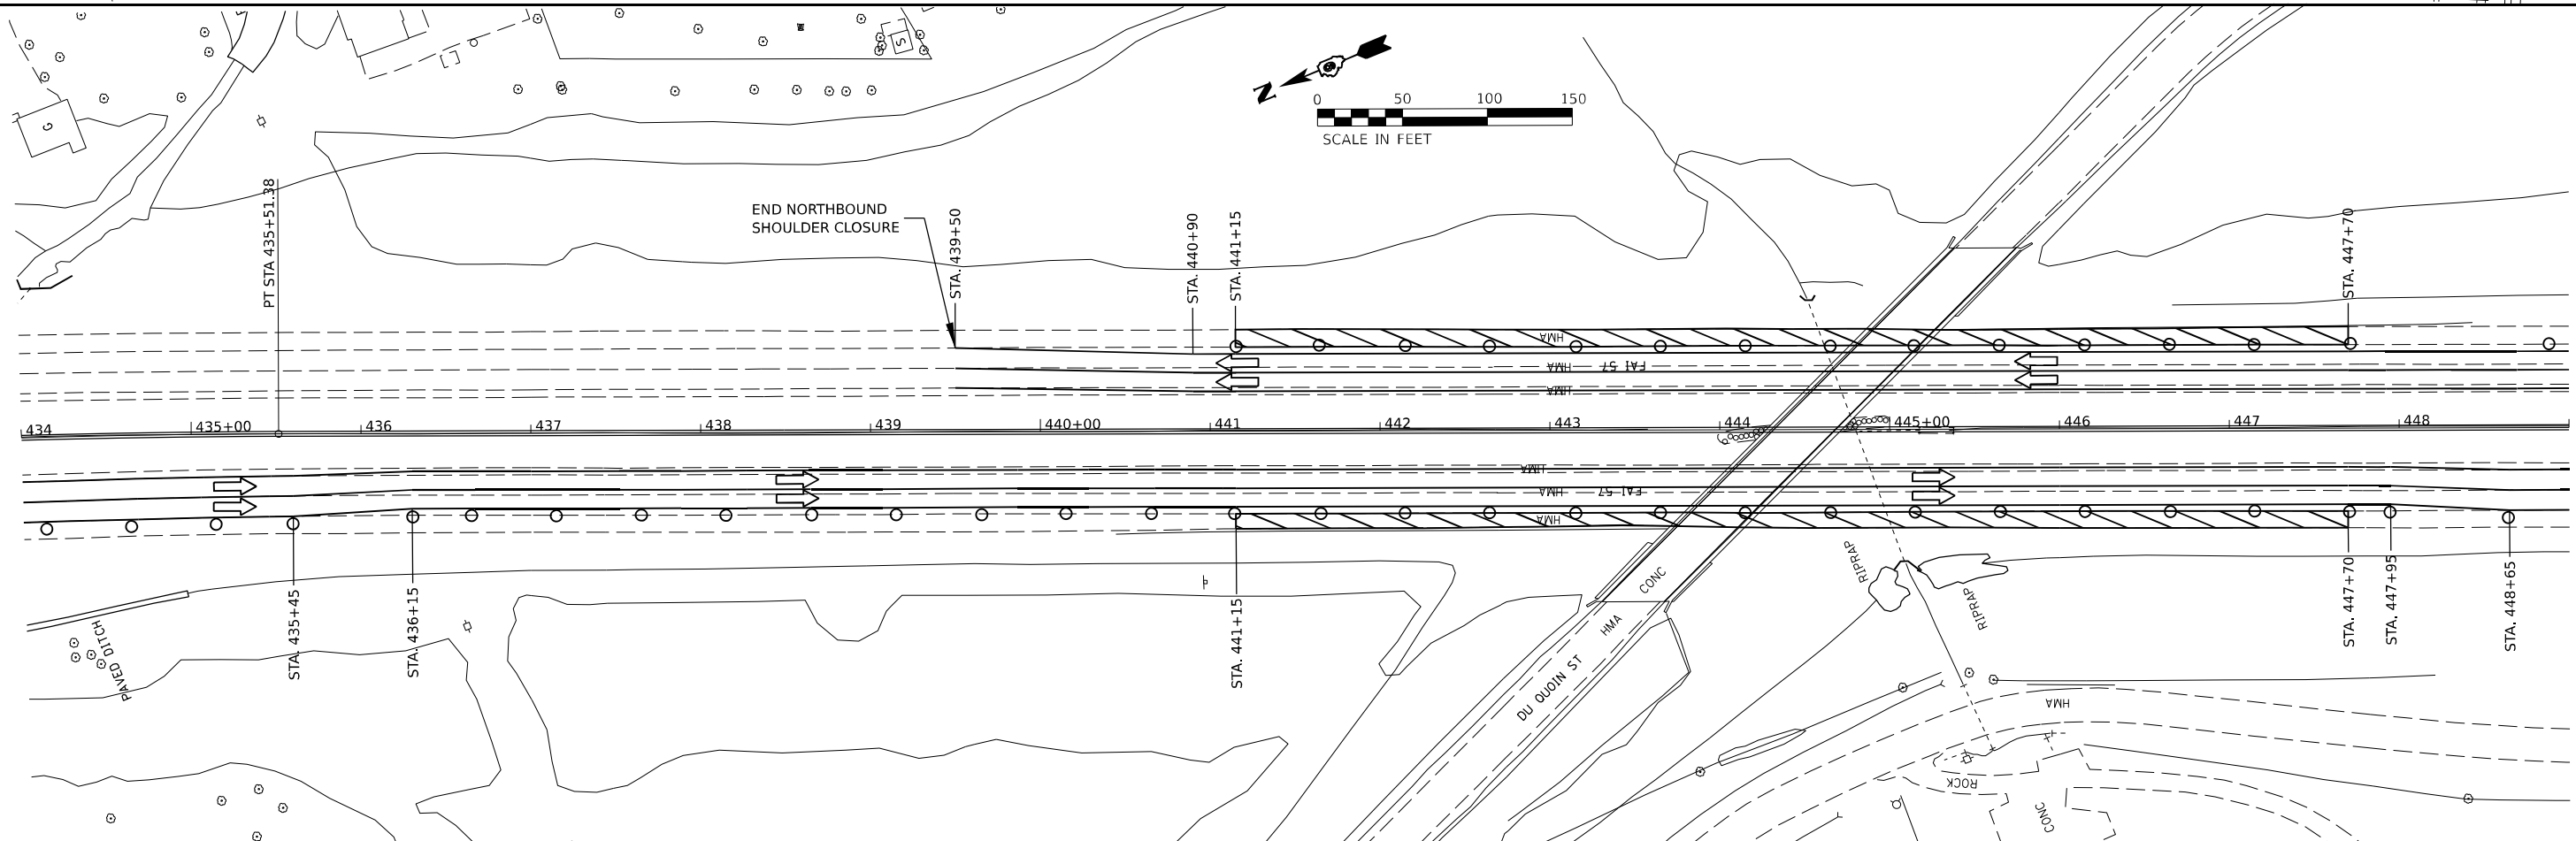 S
G
N
0 50 100 150
SCALE IN FEET
PT STA 435+51.38
END NORTHBOUND
SHOULDER CLOSURE
STA. 439+50
STA. 440+90
STA. 441+15
STA. 447+70
HMA
HMA FAI 57
HMA
434 435+00 436 437 438 439 440+00 441 442 443 444 445+00 446 447 448
HMA
HMA FAI 57
HMA
STA. 435+45
STA. 436+15
STA. 441+15
STA. 447+70
STA. 447+95
STA. 448+65
PAVED DITCH
CONC
HMA
DU QUOIN ST
RIPRAP
RIPRAP
HMA
ROCK
CONC